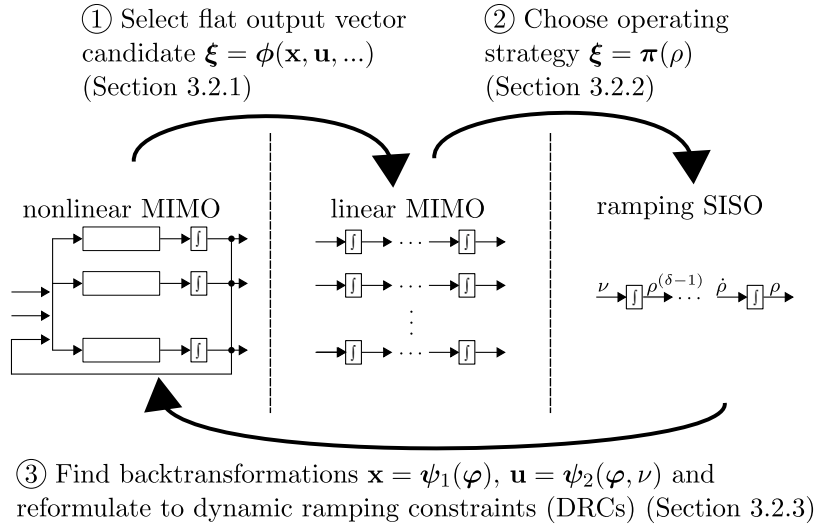 ① Select flat output vector
candidate ξ = ϕ(x, u, ...)
(Section 3.2.1)
② Choose operating
strategy ξ = π(ρ)
(Section 3.2.2)
nonlinear MIMO
linear MIMO
ramping SISO
∫ ∫ · · · ∫
∫ ∫ · · · ∫
ν ∫ ρ^(δ−1) · · · ρ̇ ∫ ρ
∫ ∫ · · · ∫
③ Find backtransformations x = ψ₁(φ), u = ψ₂(φ, ν) and
reformulate to dynamic ramping constraints (DRCs) (Section 3.2.3)